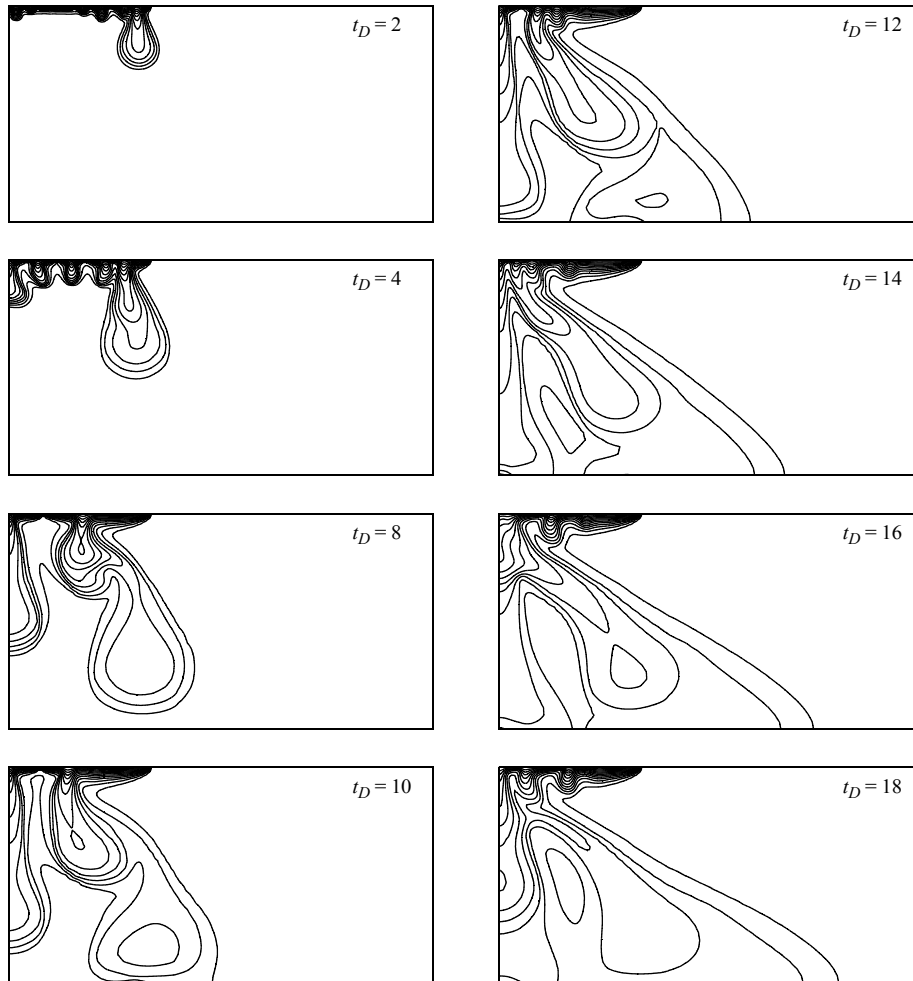 t_D = 2
t_D = 4
t_D = 8
t_D = 10
t_D = 12
t_D = 14
t_D = 16
t_D = 18